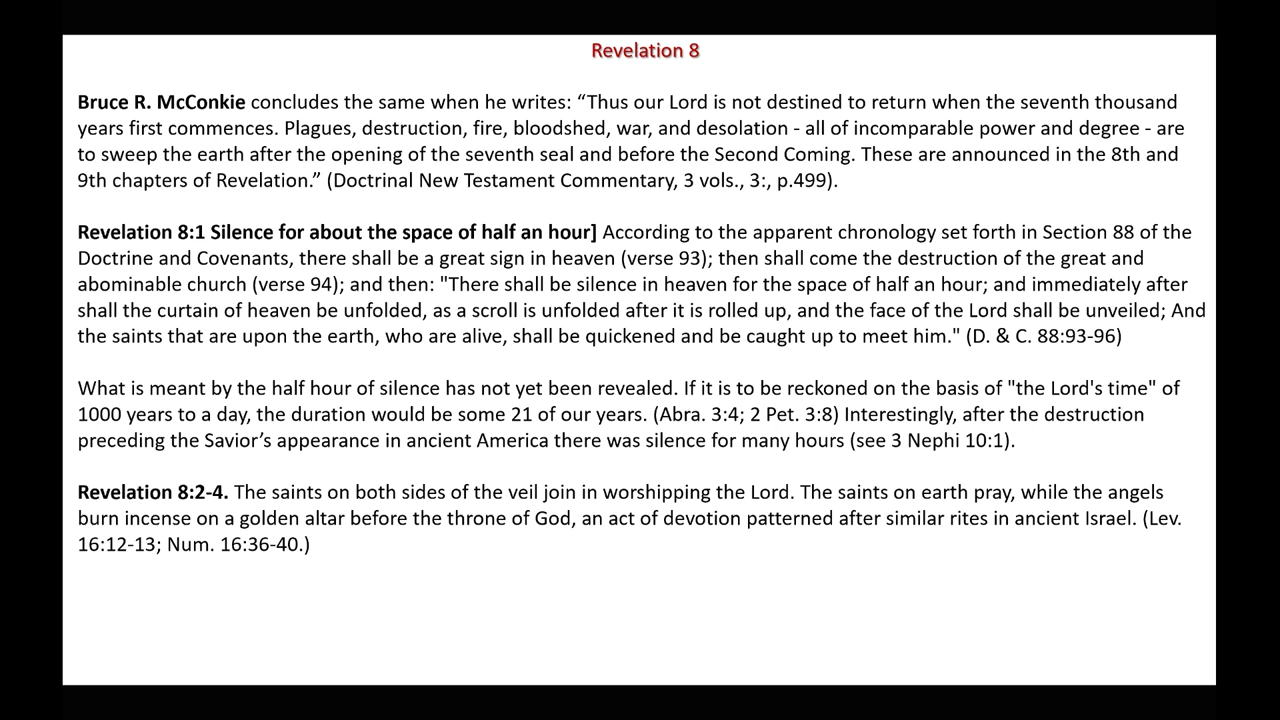 Revelation 8
Bruce R. McConkie concludes the same when he writes: “Thus our Lord is not destined to return when the seventh thousand
years first commences. Plagues, destruction, fire, bloodshed, war, and desolation - all of incomparable power and degree - are
to sweep the earth after the opening of the seventh seal and before the Second Coming. These are announced in the 8th and
9th chapters of Revelation.” (Doctrinal New Testament Commentary, 3 vols., 3:, p.499).
Revelation 8:1 Silence for about the space of half an hour] According to the apparent chronology set forth in Section 88 of the
Doctrine and Covenants, there shall be a great sign in heaven (verse 93); then shall come the destruction of the great and
abominable church (verse 94); and then: "There shall be silence in heaven for the space of half an hour; and immediately after
shall the curtain of heaven be unfolded, as a scroll is unfolded after it is rolled up, and the face of the Lord shall be unveiled; And
the saints that are upon the earth, who are alive, shall be quickened and be caught up to meet him." (D. & C. 88:93-96)
What is meant by the half hour of silence has not yet been revealed. If it is to be reckoned on the basis of "the Lord's time" of
1000 years to a day, the duration would be some 21 of our years. (Abra. 3:4; 2 Pet. 3:8) Interestingly, after the destruction
preceding the Savior’s appearance in ancient America there was silence for many hours (see 3 Nephi 10:1).
Revelation 8:2-4. The saints on both sides of the veil join in worshipping the Lord. The saints on earth pray, while the angels
burn incense on a golden altar before the throne of God, an act of devotion patterned after similar rites in ancient Israel. (Lev.
16:12-13; Num. 16:36-40.)